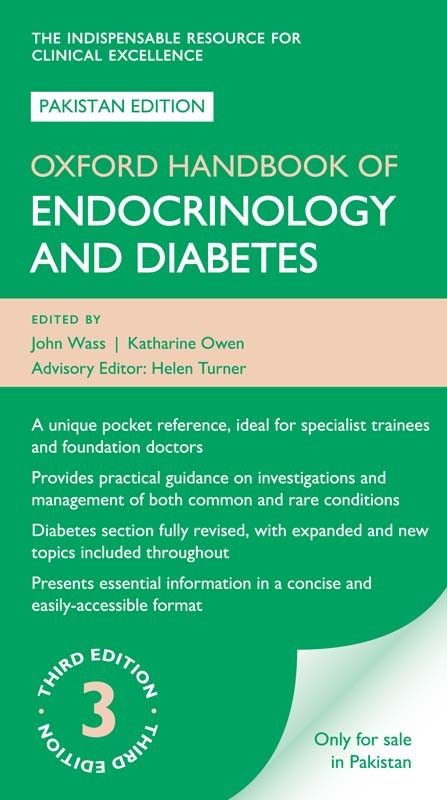 THE INDISPENSABLE RESOURCE FOR
CLINICAL EXCELLENCE
PAKISTAN EDITION
OXFORD HANDBOOK OF
ENDOCRINOLOGY
AND DIABETES
EDITED BY
John Wass | Katharine Owen
Advisory Editor: Helen Turner
A unique pocket reference, ideal for specialist trainees
and foundation doctors
Provides practical guidance on investigations and
management of both common and rare conditions
Diabetes section fully revised, with expanded and new
topics included throughout
Presents essential information in a concise and
easily-accessible format
THIRD EDITION
3
THIRD EDITION
Only for sale
in Pakistan